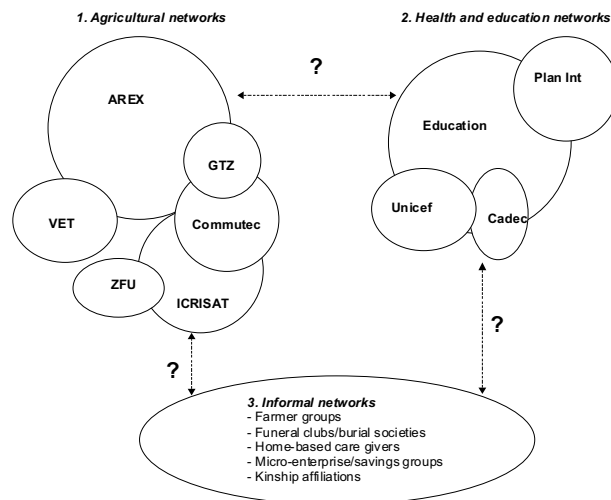 1. Agricultural networks
2. Health and education networks
?
AREX
Plan Int
Education
GTZ
Unicef
Cadec
VET
Commutec
ZFU
ICRISAT
?
?
3. Informal networks
- Farmer groups
- Funeral clubs/burial societies
- Home-based care givers
- Micro-enterprise/savings groups
- Kinship affiliations